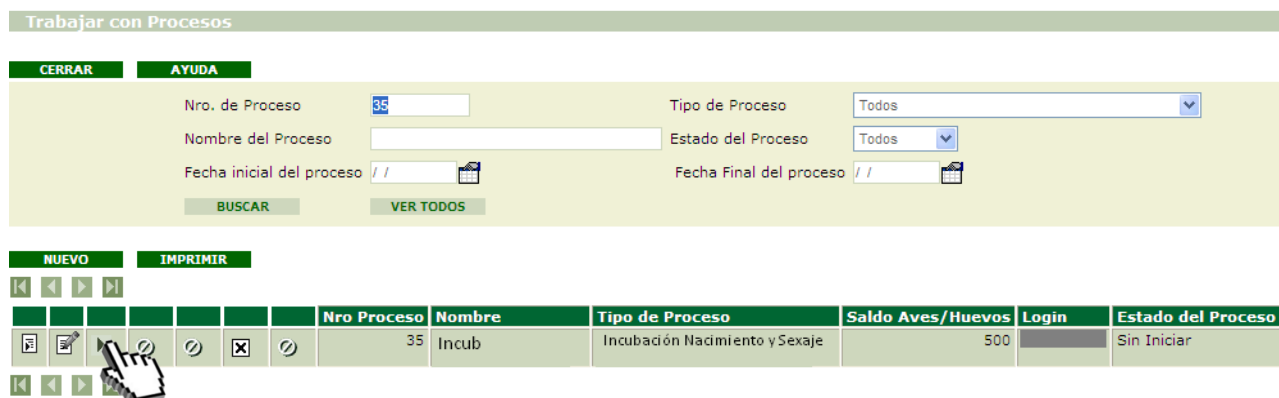 Trabajar con Procesos
CERRAR AYUDA
Nro. de Proceso 35 Tipo de Proceso Todos
Nombre del Proceso Estado del Proceso Todos
Fecha inicial del proceso / / Fecha Final del proceso / /
BUSCAR VER TODOS
NUEVO IMPRIMIR
Nro Proceso Nombre Tipo de Proceso Saldo Aves/Huevos Login Estado del Proceso
35 Incub Incubación Nacimiento y Sexaje 500 Sin Iniciar